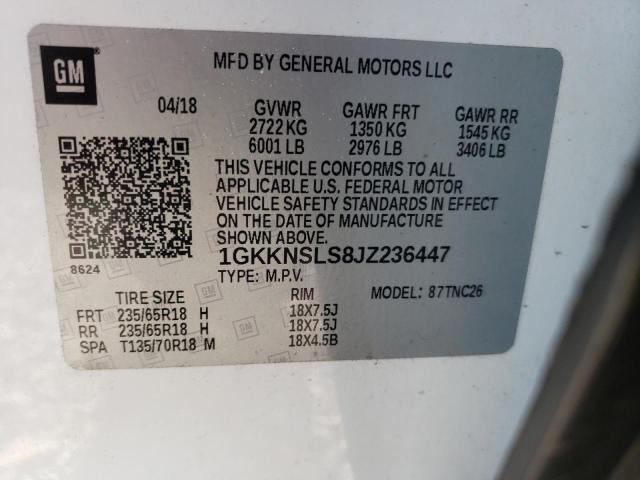 GM
MFD BY GENERAL MOTORS LLC
04/18 GVWR GAWR FRT GAWR RR
2722 KG 1350 KG 1545 KG
6001 LB 2976 LB 3406 LB
THIS VEHICLE CONFORMS TO ALL
APPLICABLE U.S. FEDERAL MOTOR
VEHICLE SAFETY STANDARDS IN EFFECT
ON THE DATE OF MANUFACTURE
SHOWN ABOVE. 1GKKNSLS8JZ236447
8624
TYPE: M.P.V.
TIRE SIZE RIM MODEL: 87TNC26
FRT 235/65R18 H 18X7.5J
RR 235/65R18 H 18X7.5J
SPA T135/70R18 M 18X4.5B